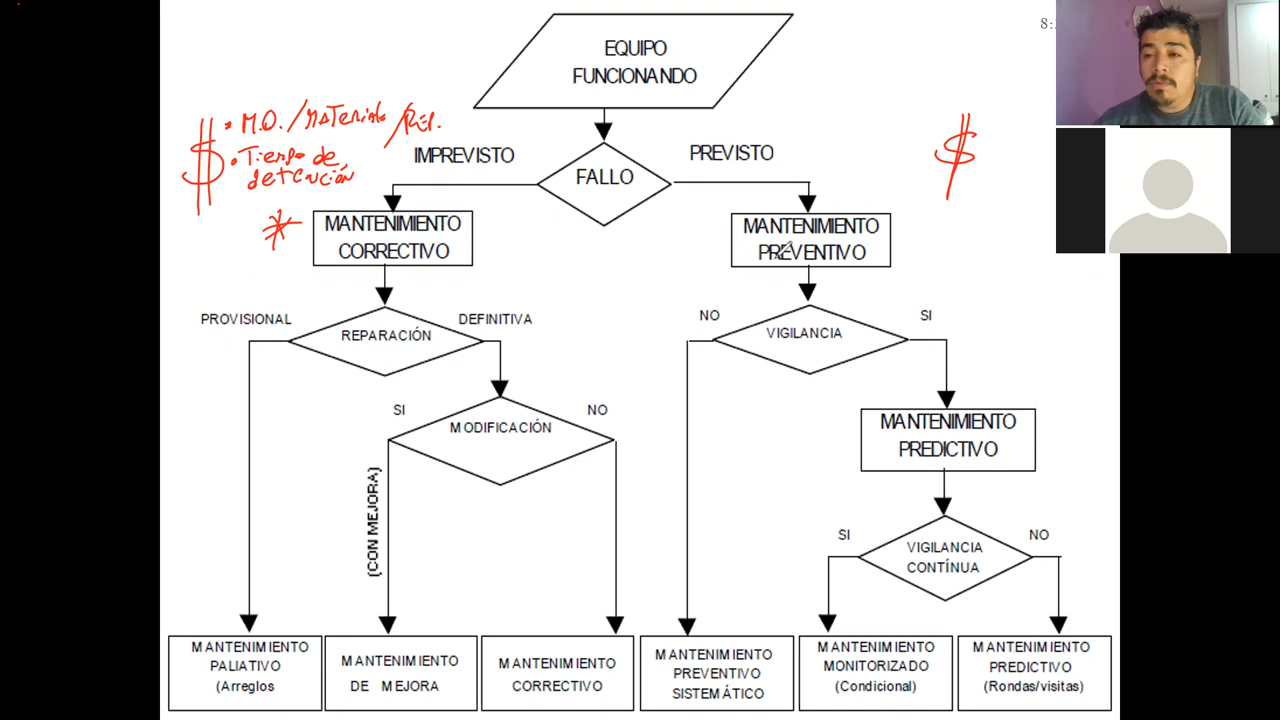 EQUIPO
FUNCIONANDO
$
• M.O. / Materiales / Rep.
• Tiempo de
detención
IMPREVISTO
FALLO
PREVISTO
$
*
MANTENIMIENTO
CORRECTIVO
MANTENIMIENTO
PREVENTIVO
PROVISIONAL
REPARACIÓN
DEFINITIVA
NO
VIGILANCIA
SI
SI
MODIFICACIÓN
NO
(CON MEJORA)
MANTENIMIENTO
PREDICTIVO
SI
VIGILANCIA
CONTÍNUA
NO
MANTENIMIENTO
PALIATIVO
(Arreglos
MANTENIMIENTO
DE MEJORA
MANTENIMIENTO
CORRECTIVO
MANTENIMIENTO
PREVENTIVO
SISTEMÁTICO
MANTENIMIENTO
MONITORIZADO
(Condicional)
MANTENIMIENTO
PREDICTIVO
(Rondas/visitas)